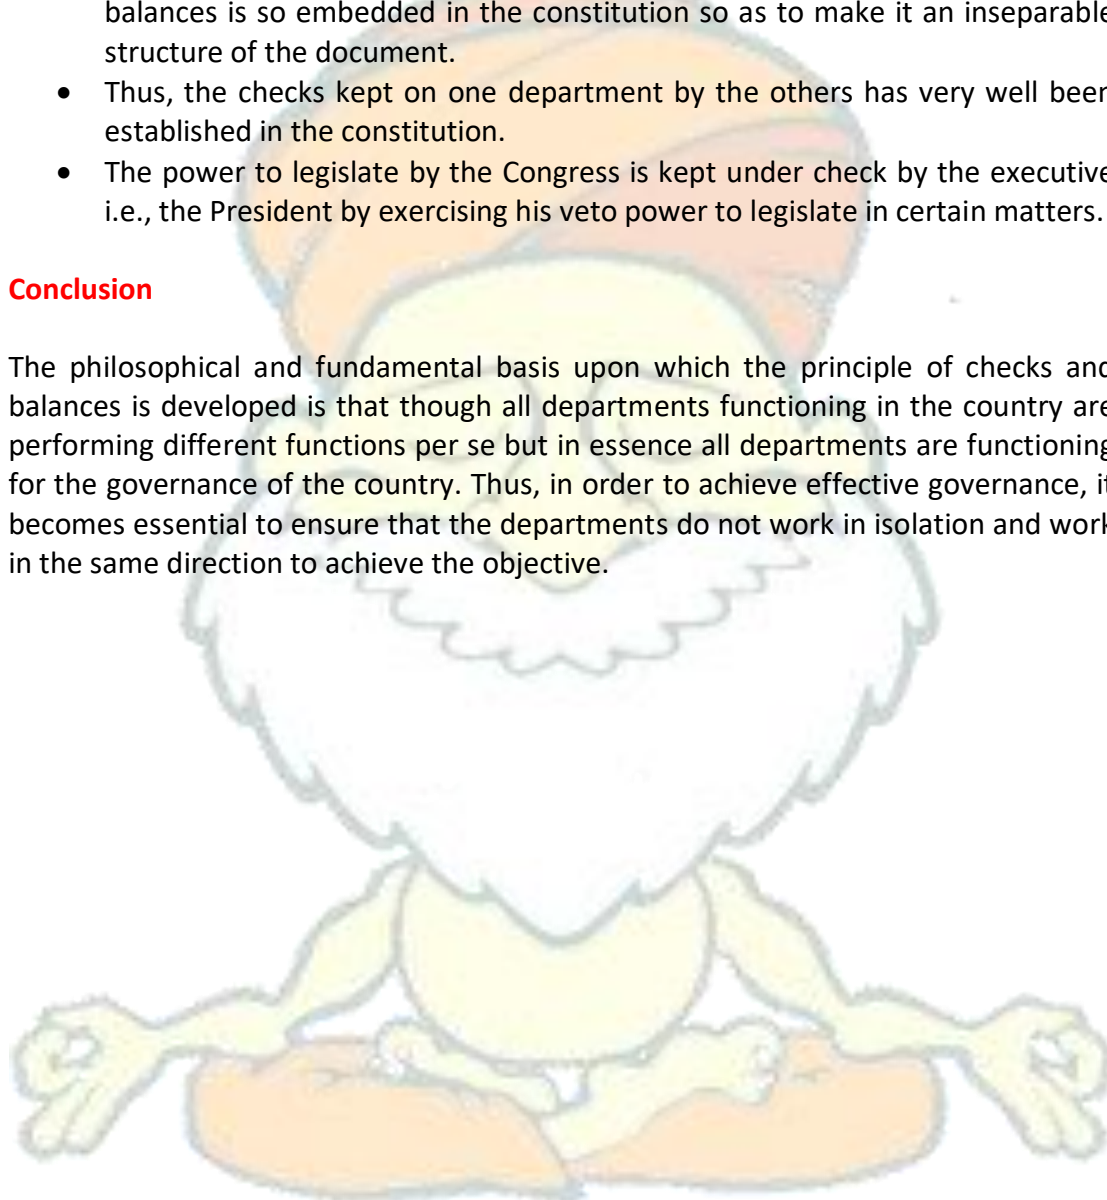 balances is so embedded in the constitution so as to make it an inseparable
structure of the document.
• Thus, the checks kept on one department by the others has very well been
established in the constitution.
• The power to legislate by the Congress is kept under check by the executive
i.e., the President by exercising his veto power to legislate in certain matters.
Conclusion
The philosophical and fundamental basis upon which the principle of checks and
balances is developed is that though all departments functioning in the country are
performing different functions per se but in essence all departments are functioning
for the governance of the country. Thus, in order to achieve effective governance, it
becomes essential to ensure that the departments do not work in isolation and work
in the same direction to achieve the objective.